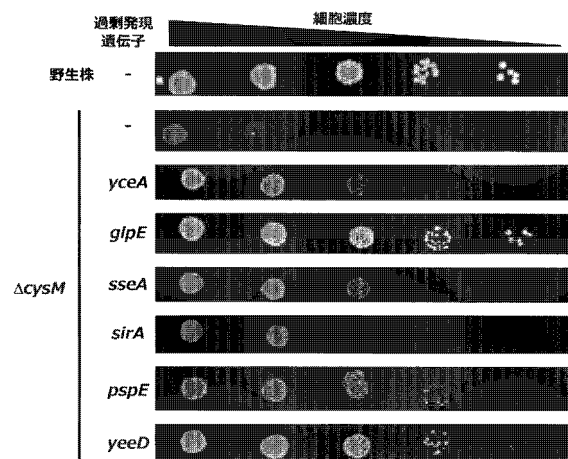 過剰発現
遺伝子
細胞濃度
野生株 -
-
yceA
glpE
ΔcysM
sseA
sirA
pspE
yeeD